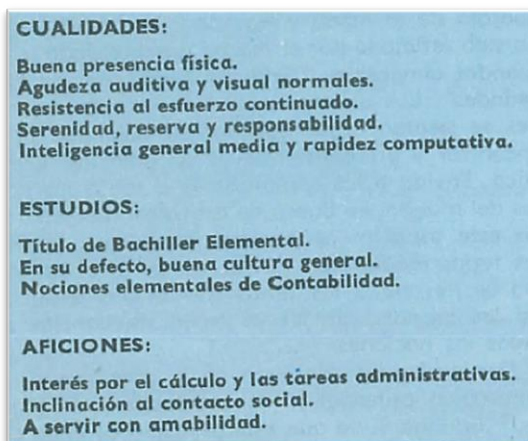 CUALIDADES:
Buena presencia física.
Agudeza auditiva y visual normales.
Resistencia al esfuerzo continuado.
Serenidad, reserva y responsabilidad.
Inteligencia general media y rapidez computativa.
ESTUDIOS:
Título de Bachiller Elemental.
En su defecto, buena cultura general.
Nociones elementales de Contabilidad.
AFICIONES:
Interés por el cálculo y las tareas administrativas.
Inclinación al contacto social.
A servir con amabilidad.